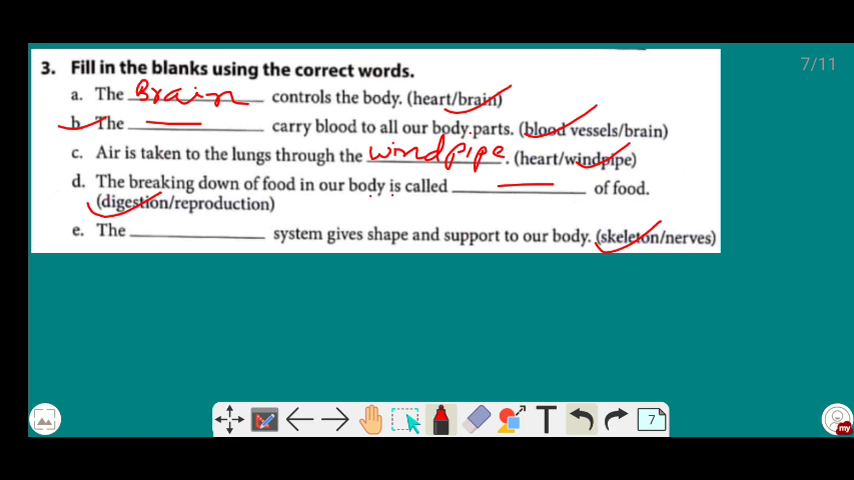 7/11
3. Fill in the blanks using the correct words.
a. The Brain controls the body. (heart/brain)
b. The ____________ carry blood to all our body parts. (blood vessels/brain)
c. Air is taken to the lungs through the windpipe. (heart/windpipe)
d. The breaking down of food in our body is called ____________ of food.
(digestion/reproduction)
e. The ____________ system gives shape and support to our body. (skeleton/nerves)
T
7
my